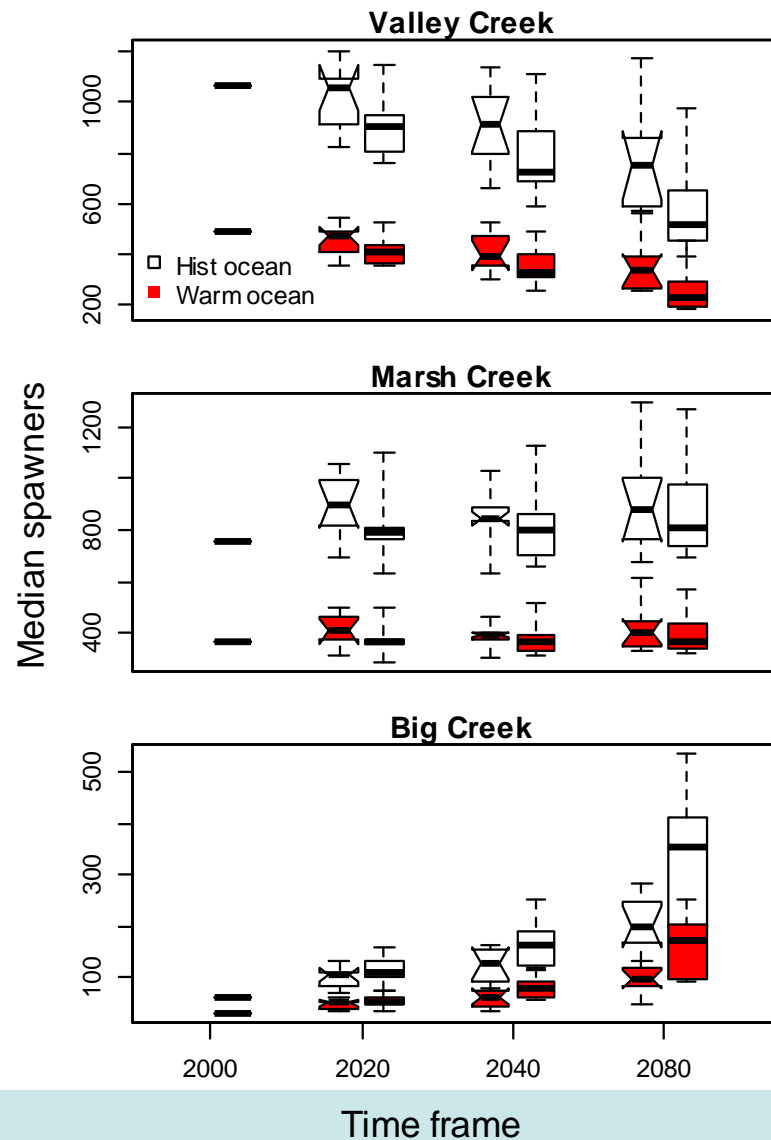 Valley Creek
1000
600
200
Hist ocean
Warm ocean
Marsh Creek
1200
800
400
Median spawners
Big Creek
500
300
100
2000 2020 2040 2080
Time frame